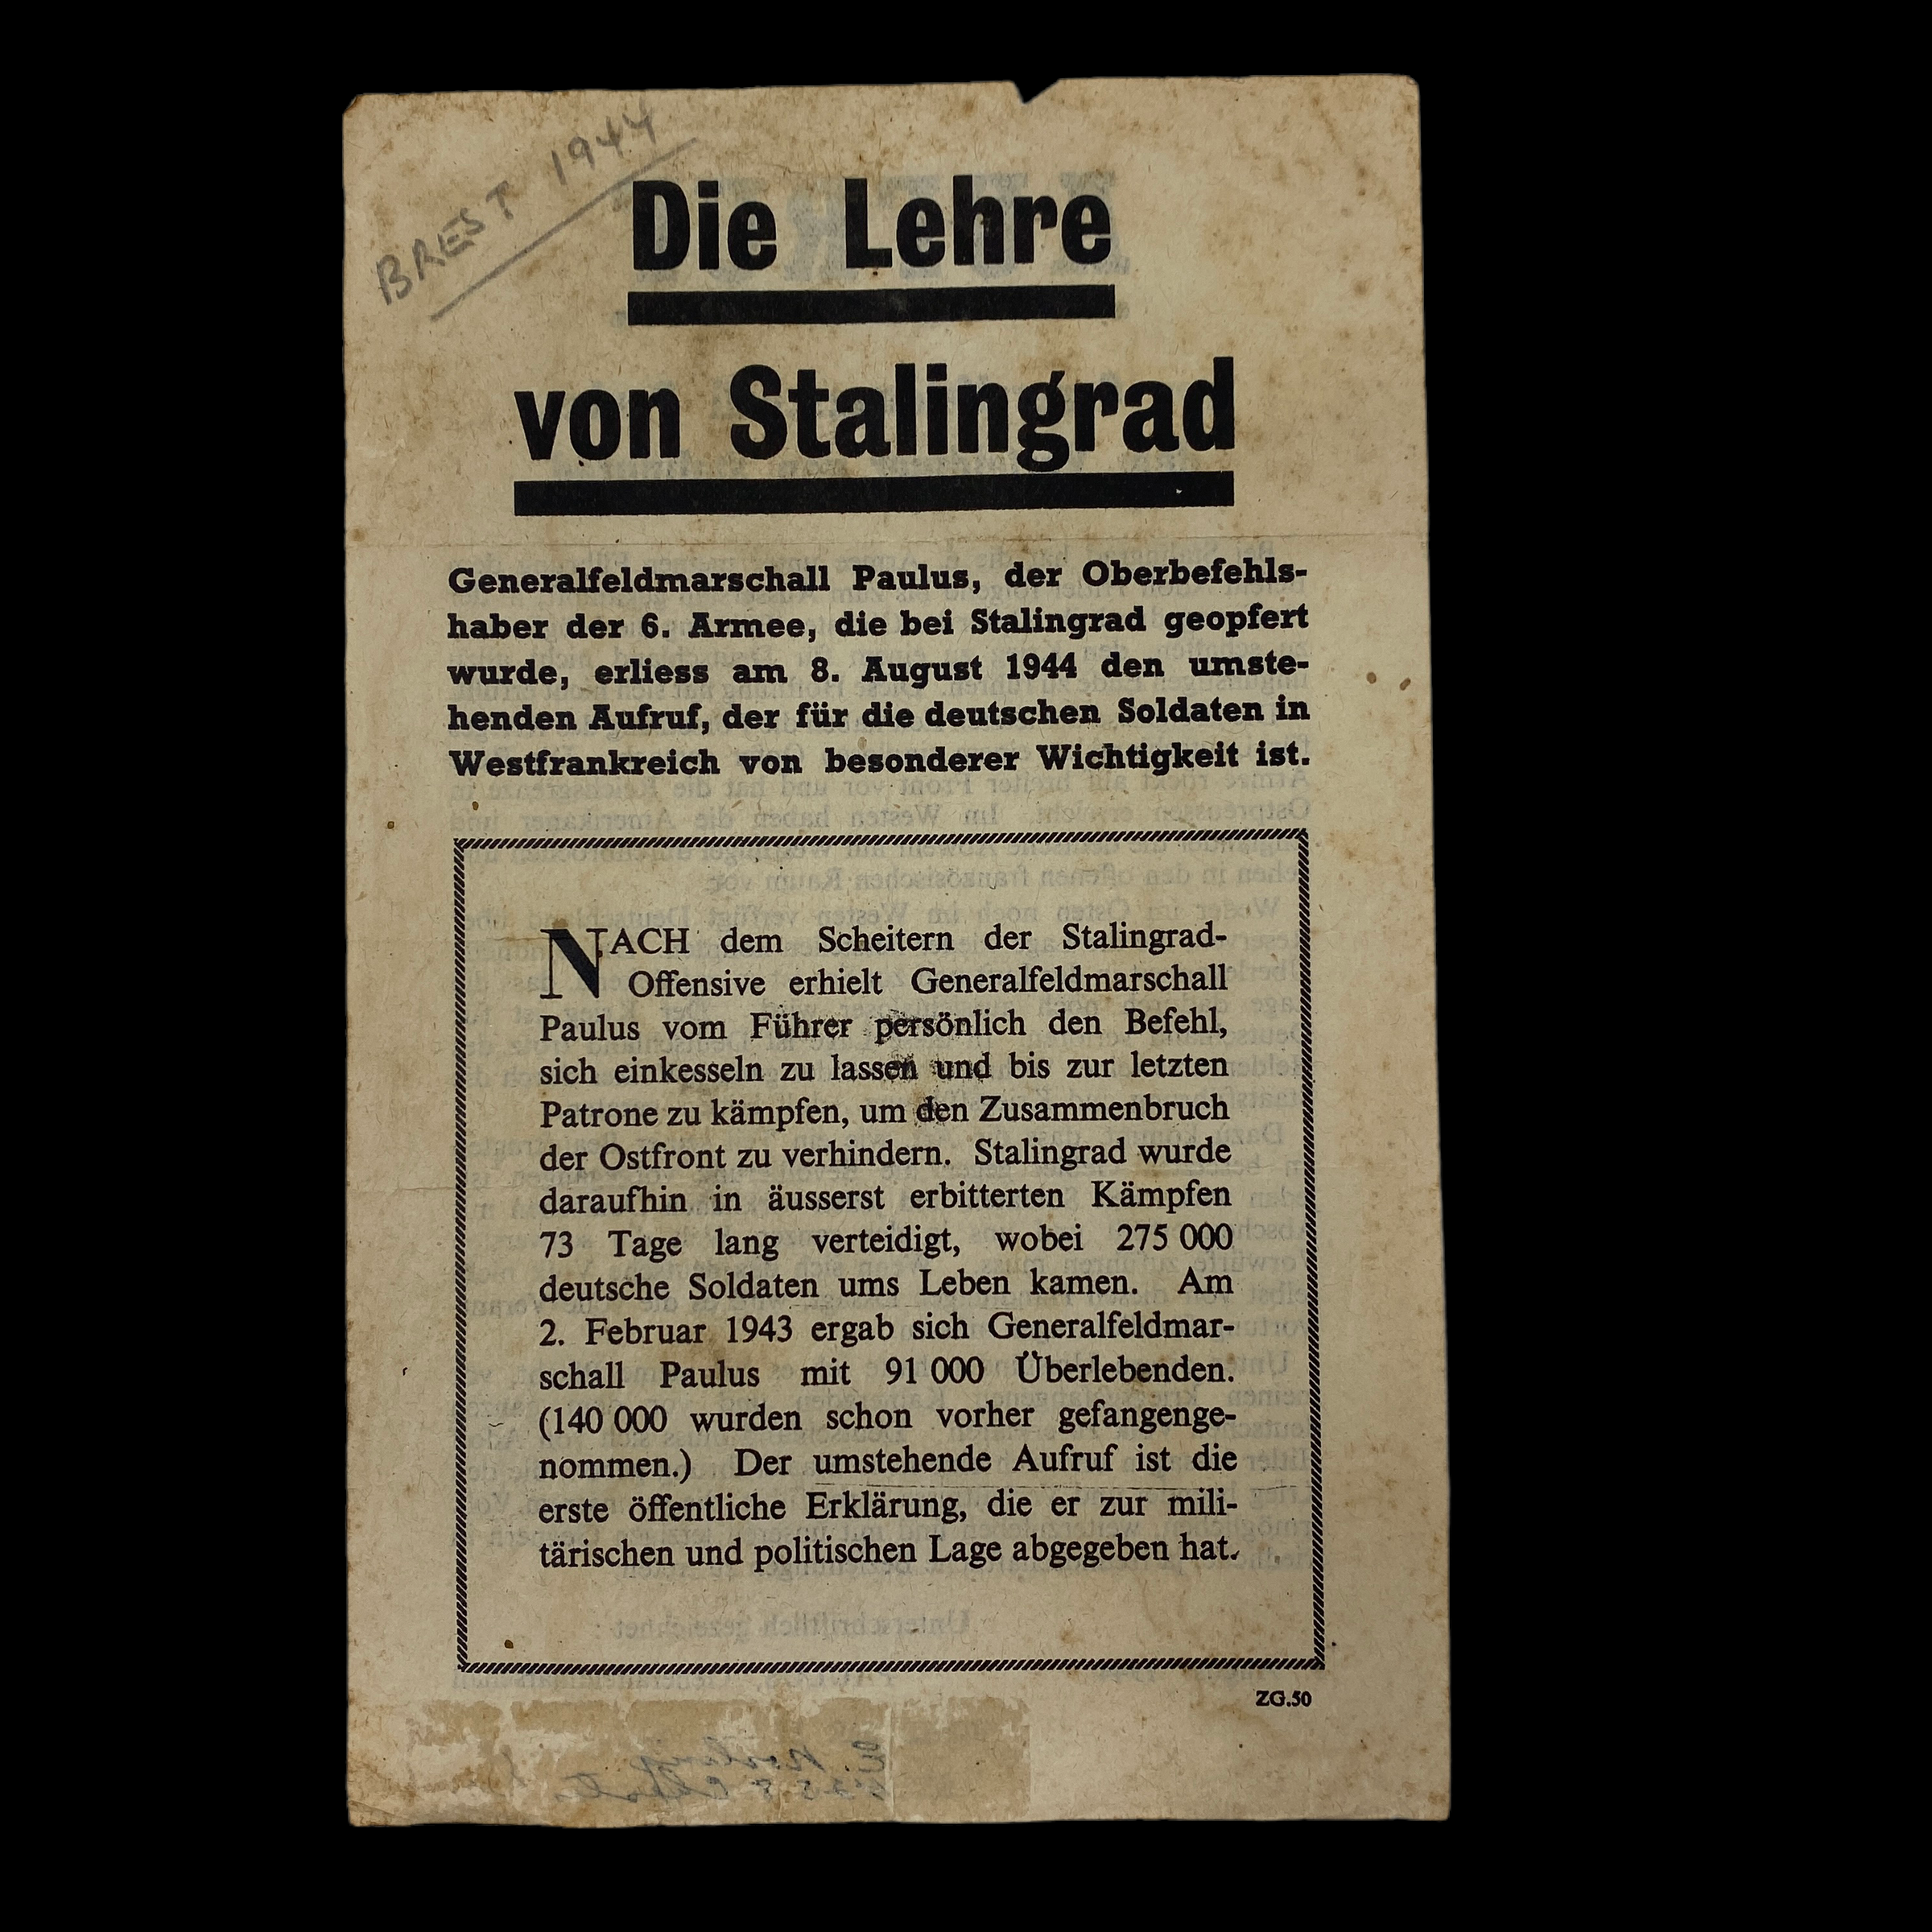 BREST 1944
Die Lehre
von Stalingrad
Generalfeldmarschall Paulus, der Oberbefehls-
haber der 6. Armee, die bei Stalingrad geopfert
wurde, erliess am 8. August 1944 den umste-
henden Aufruf, der für die deutschen Soldaten in
Westfrankreich von besonderer Wichtigkeit ist.
NACH dem Scheitern der Stalingrad-
Offensive erhielt Generalfeldmarschall
Paulus vom Führer persönlich den Befehl,
sich einkesseln zu lassen und bis zur letzten
Patrone zu kämpfen, um den Zusammenbruch
der Ostfront zu verhindern. Stalingrad wurde
daraufhin in äusserst erbitterten Kämpfen
73 Tage lang verteidigt, wobei 275 000
deutsche Soldaten ums Leben kamen. Am
2. Februar 1943 ergab sich Generalfeldmar-
schall Paulus mit 91 000 Überlebenden.
(140 000 wurden schon vorher gefangenge-
nommen.) Der umstehende Aufruf ist die
erste öffentliche Erklärung, die er zur mili-
tärischen und politischen Lage abgegeben hat.
ZG.50